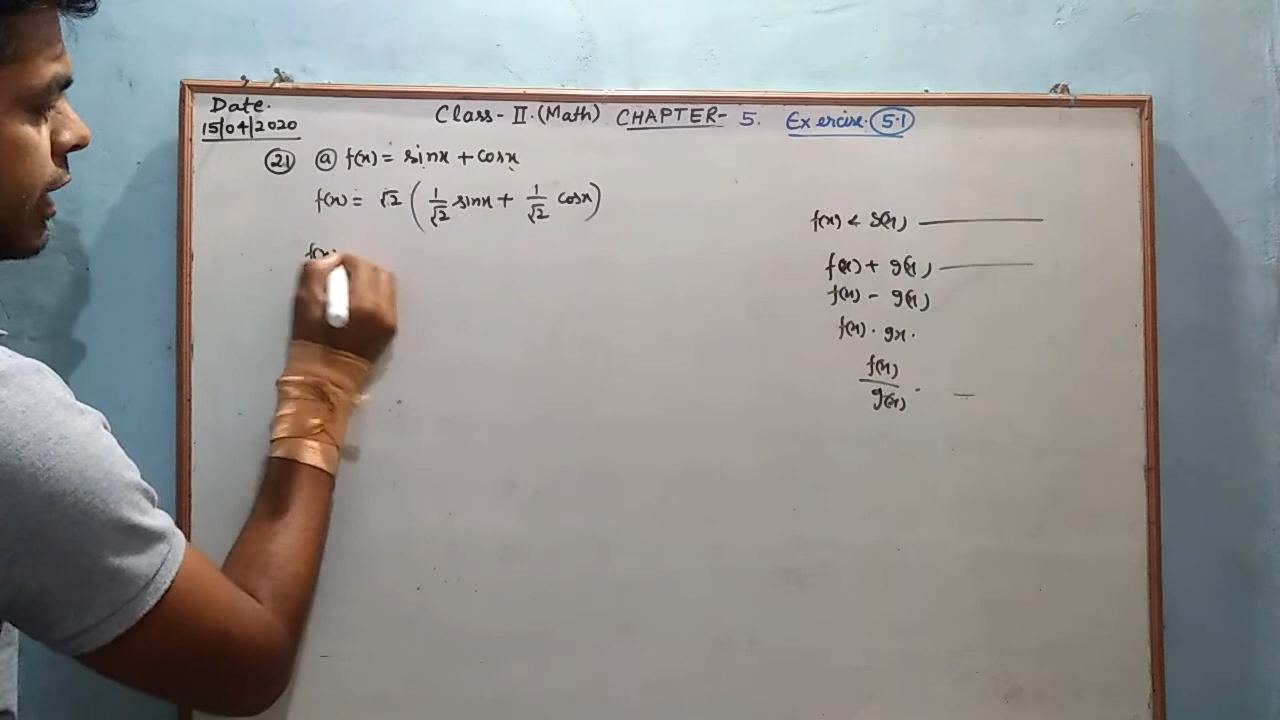 Date.
15/04/2020
Class - II. (Math) CHAPTER - 5. Exercise. 5.1
21 a f(x) = sinx + cosx
f(x) = √2 ( 1/√2 sinx + 1/√2 cosx )
f(x)
f(x) + g(x)
f(x) - g(x)
f(x) . gx .
f(x)
g(x)